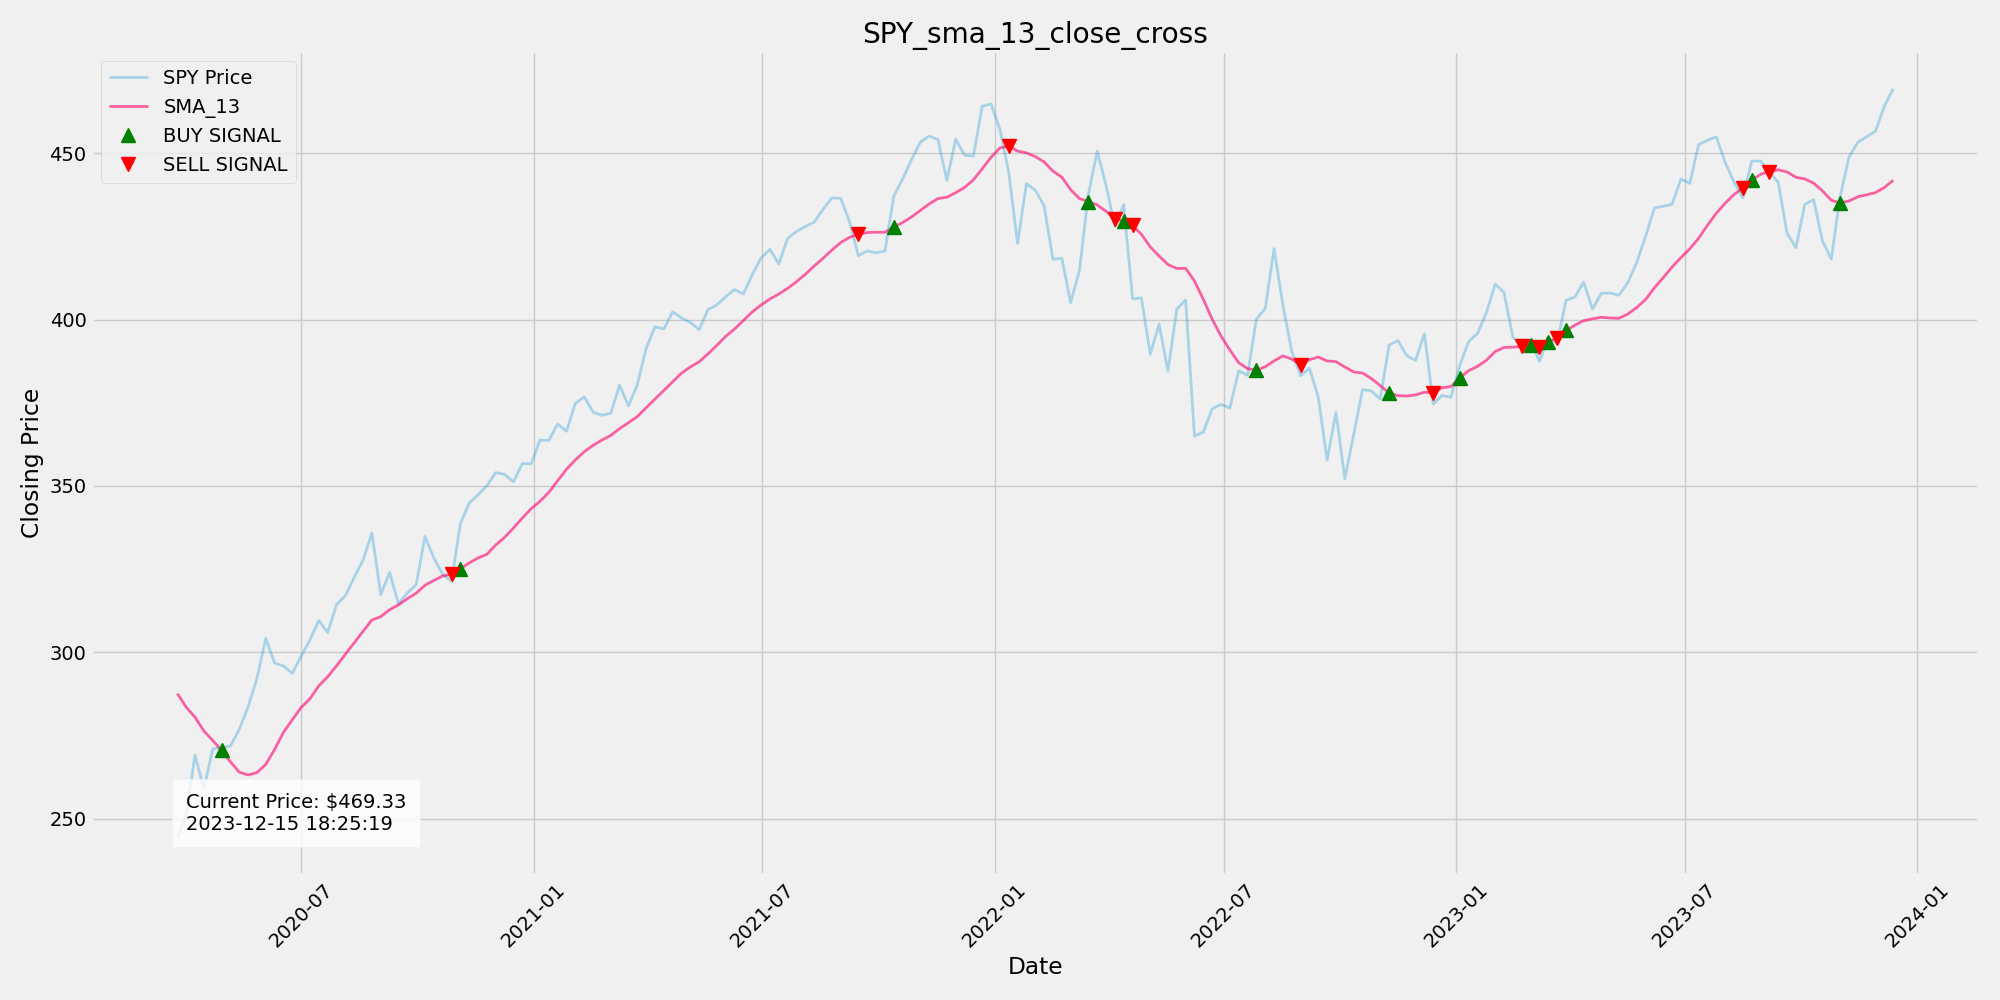 SPY_sma_13_close_cross
SPY Price
SMA_13
BUY SIGNAL
SELL SIGNAL
450
400
350
300
250
Closing Price
Current Price: $469.33
2023-12-15 18:25:19
2020-07
2021-01
2021-07
2022-01
2022-07
2023-01
2023-07
2024-01
Date